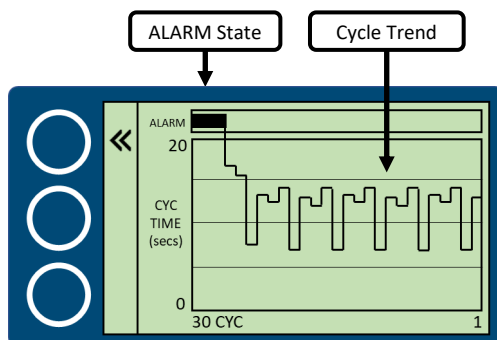 ALARM State
Cycle Trend
«
ALARM
20
CYC
TIME
(secs)
0
30 CYC
1